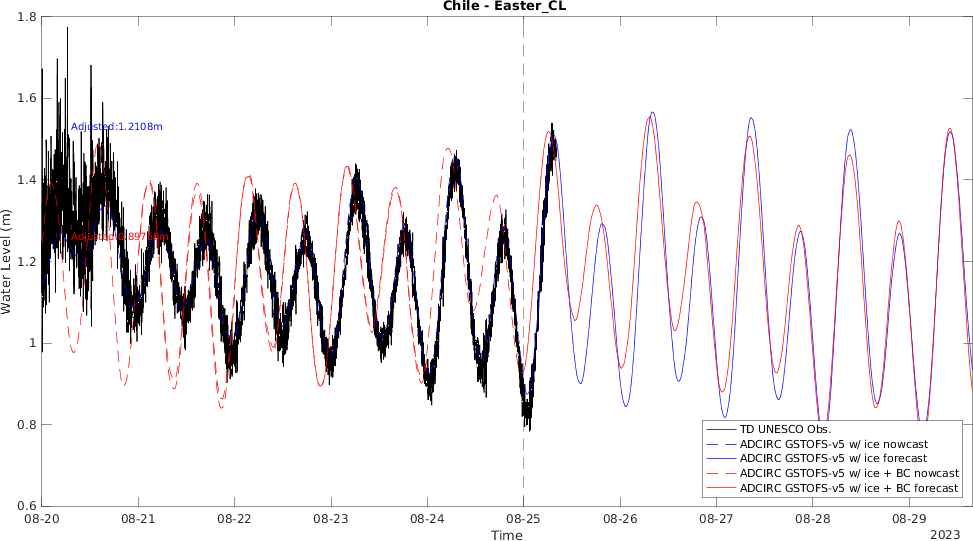 Chile - Easter_CL
1.8
1.6
1.4
1.2
1
0.8
0.6
Water Level (m)
Adjusted:1.2108m
TD UNESCO Obs.
ADCIRC GSTOFS-v5 w/ ice nowcast
ADCIRC GSTOFS-v5 w/ ice forecast
ADCIRC GSTOFS-v5 w/ ice + BC nowcast
ADCIRC GSTOFS-v5 w/ ice + BC forecast
08-20 08-21 08-22 08-23 08-24 08-25 08-26 08-27 08-28 08-29
Time
2023